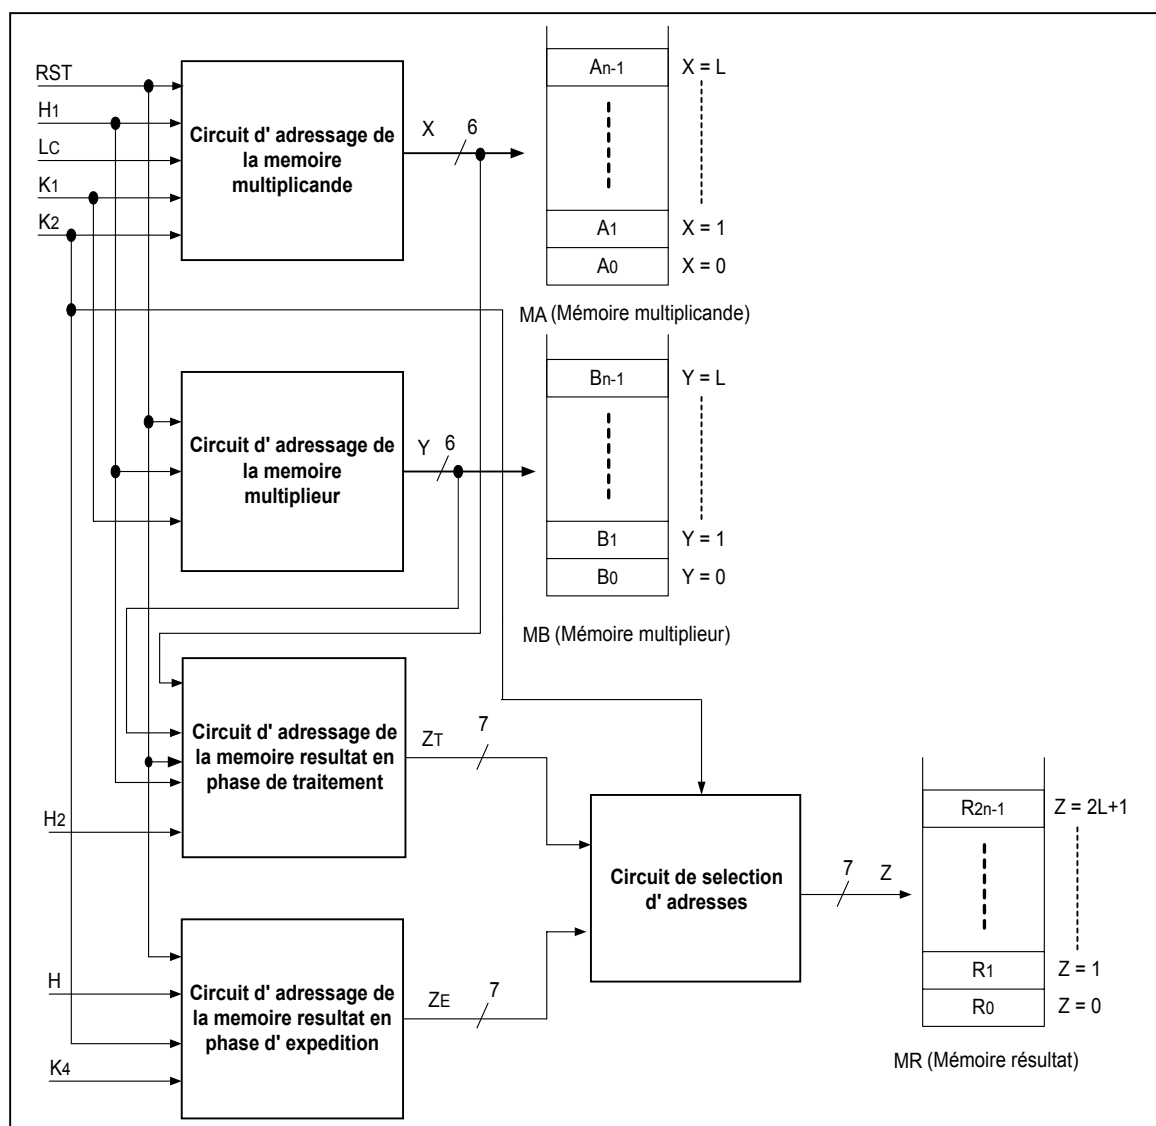 RST
H1
LC
K1
K2
Circuit d' adressage de
la memoire
multiplicande
X
6
An-1
X = L
A1
X = 1
A0
X = 0
MA (Mémoire multiplicande)
Circuit d' adressage de
la memoire
multiplieur
Y
6
Bn-1
Y = L
B1
Y = 1
B0
Y = 0
MB (Mémoire multiplieur)
Circuit d' adressage de
la memoire resultat en
phase de traitement
ZT
7
H2
Circuit de selection
d' adresses
7
Z
R2n-1
Z = 2L+1
R1
Z = 1
R0
Z = 0
MR (Mémoire résultat)
Circuit d' adressage de
la memoire resultat en
phase d' expedition
ZE
7
H
K4